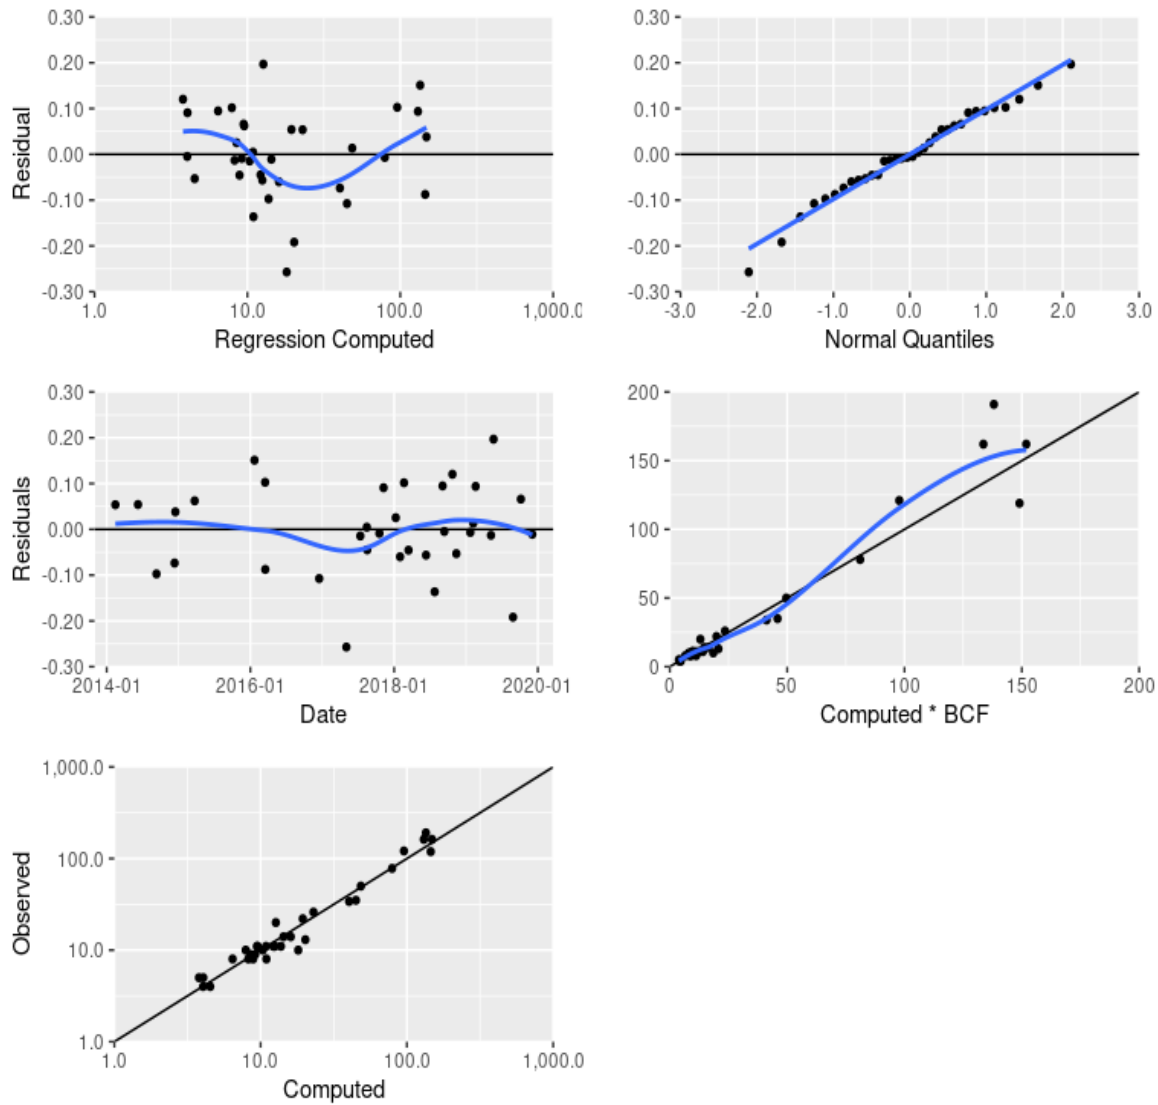 0.30
0.20
0.10
0.00
-0.10
-0.20
-0.30
Residual
1.0 10.0 100.0 1,000.0
Regression Computed
0.30
0.20
0.10
0.00
-0.10
-0.20
-0.30
-3.0 -2.0 -1.0 0.0 1.0 2.0 3.0
Normal Quantiles
0.30
0.20
0.10
0.00
-0.10
-0.20
-0.30
Residuals
2014-01 2016-01 2018-01 2020-01
Date
200
150
100
50
0
0 50 100 150 200
Computed * BCF
1,000.0
100.0
10.0
1.0
Observed
1.0 10.0 100.0 1,000.0
Computed